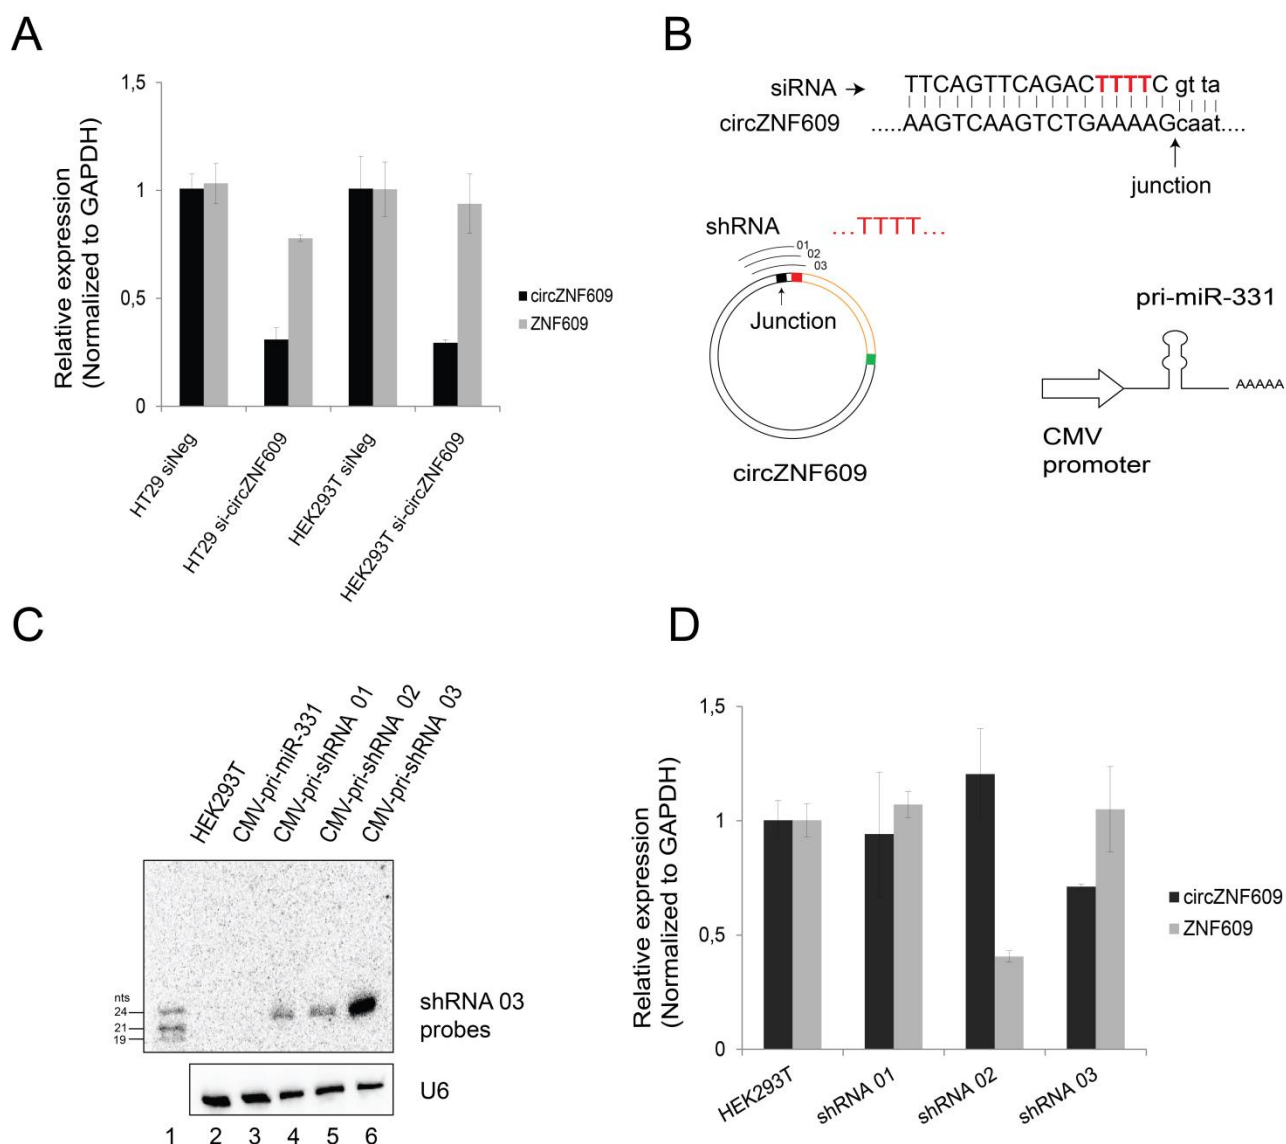 A
Relative expression
(Normalized to GAPDH)
1,5
1
0,5
0
circZNF609
ZNF609
HT29 siNeg
HT29 si-circZNF609
HEK293T siNeg
HEK293T si-circZNF609
B
siRNA
TTCAGTTCAGACTTTTC gt ta
circZNF609
.....AAGTCAAGTCTGAAAAGcaat....
junction
shRNA
...TTTT...
01
02
03
Junction
circZNF609
pri-miR-331
AAAAA
CMV
promoter
C
HEK293T
CMV-pri-miR-331
CMV-pri-shRNA 01
CMV-pri-shRNA 02
CMV-pri-shRNA 03
nts
24
21
19
shRNA 03
probes
U6
1 2 3 4 5 6
D
Relative expression
(Normalized to GAPDH)
1,5
1
0,5
0
circZNF609
ZNF609
HEK293T
shRNA 01
shRNA 02
shRNA 03